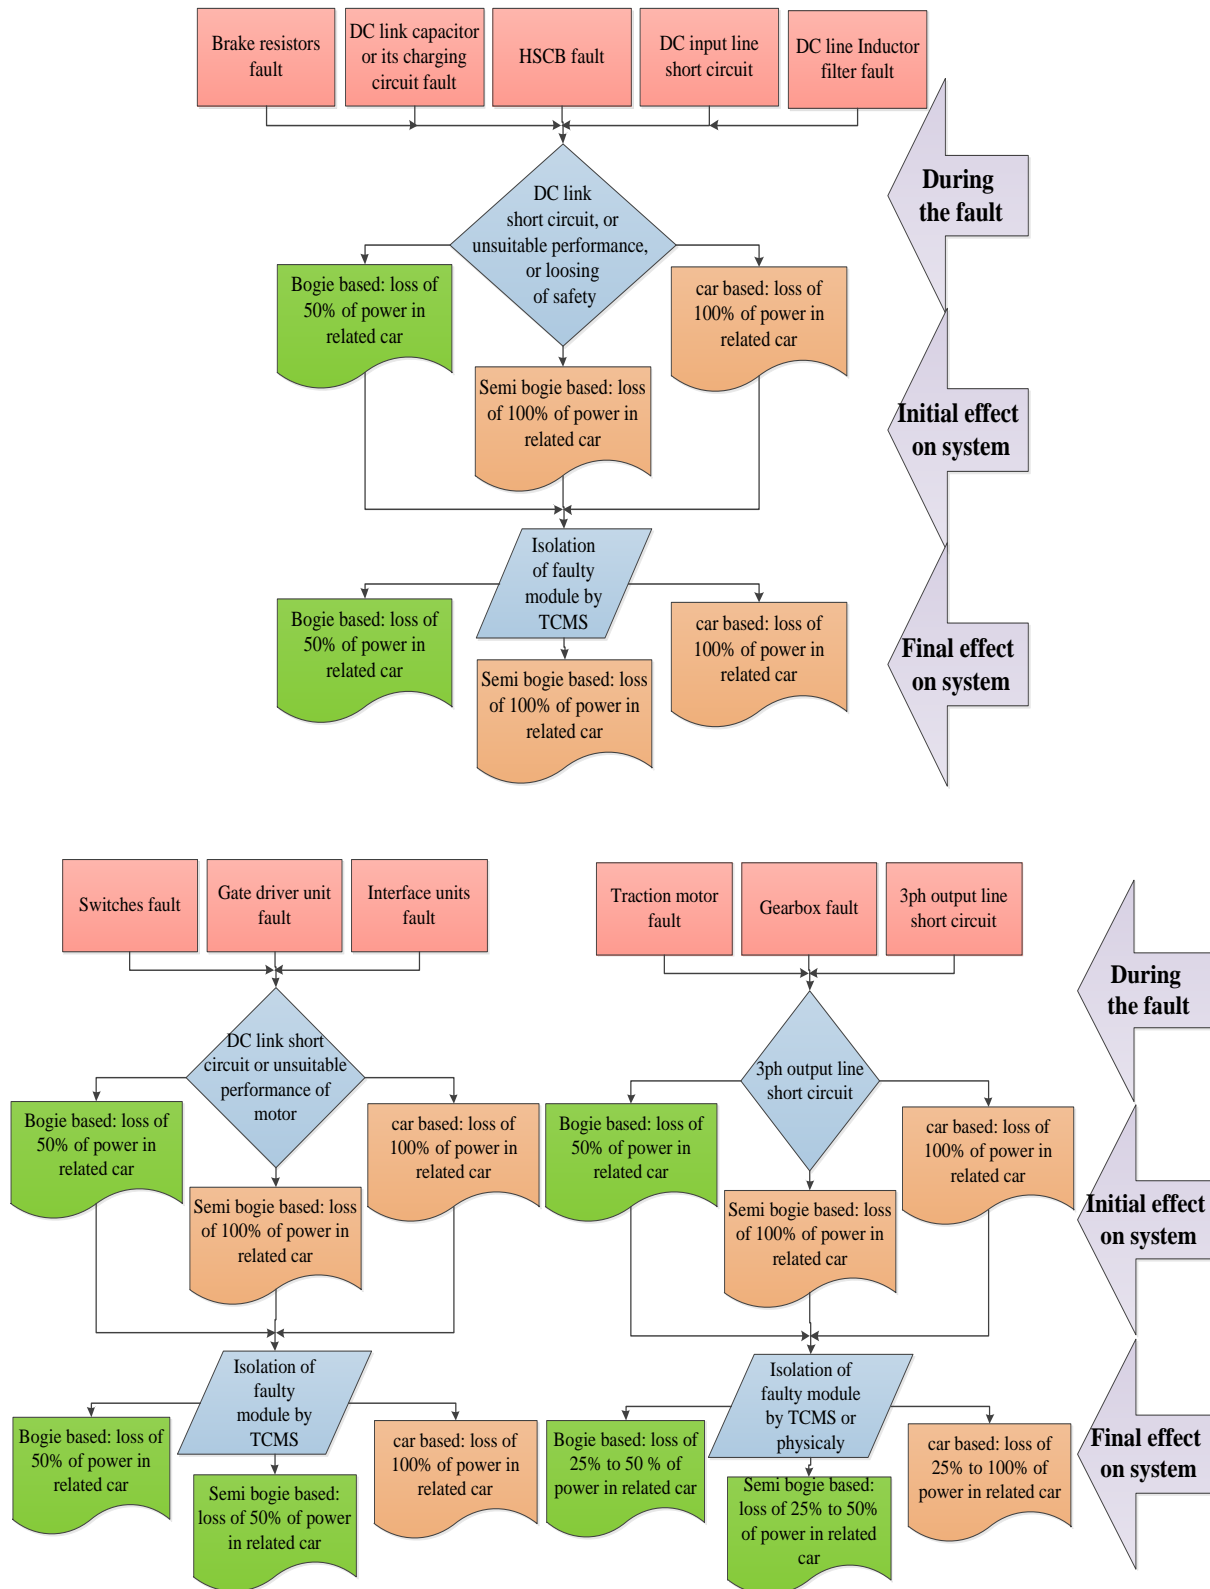 Brake resistors
fault
DC link capacitor
or its charging
circuit fault
HSCB fault
DC input line
short circuit
DC line Inductor
filter fault
During
the fault
DC link
short circuit, or
unsuitable performance,
or loosing
of safety
Bogie based: loss of
50% of power in
related car
car based: loss of
100% of power in
related car
Semi bogie based: loss
of 100% of power in
related car
Initial effect
on system
Isolation
of faulty
module by
TCMS
Bogie based: loss of
50% of power in
related car
car based: loss of
100% of power in
related car
Semi bogie based: loss
of 100% of power in
related car
Final effect
on system
Switches fault
Gate driver unit
fault
Interface units
fault
Traction motor
fault
Gearbox fault
3ph output line
short circuit
During
the fault
DC link short
circuit or unsuitable
performance of
motor
3ph output line
short circuit
Bogie based: loss of
50% of power in
related car
car based: loss of
100% of power in
related car
Semi bogie based: loss
of 100% of power in
related car
Bogie based: loss of
50% of power in
related car
car based: loss of
100% of power in
related car
Semi bogie based: loss
of 100% of power in
related car
Initial effect
on system
Isolation of
faulty
module by
TCMS
Bogie based: loss of
50% of power in
related car
car based: loss of
100% of power in
related car
Semi bogie based:
loss of 50% of power
in related car
Isolation of
faulty module
by TCMS or
physicaly
Bogie based: loss of
25% to 50 % of
power in related car
car based: loss of
25% to 100% of
power in related car
Semi bogie based:
loss of 25% to 50%
of power in related
car
Final effect
on system